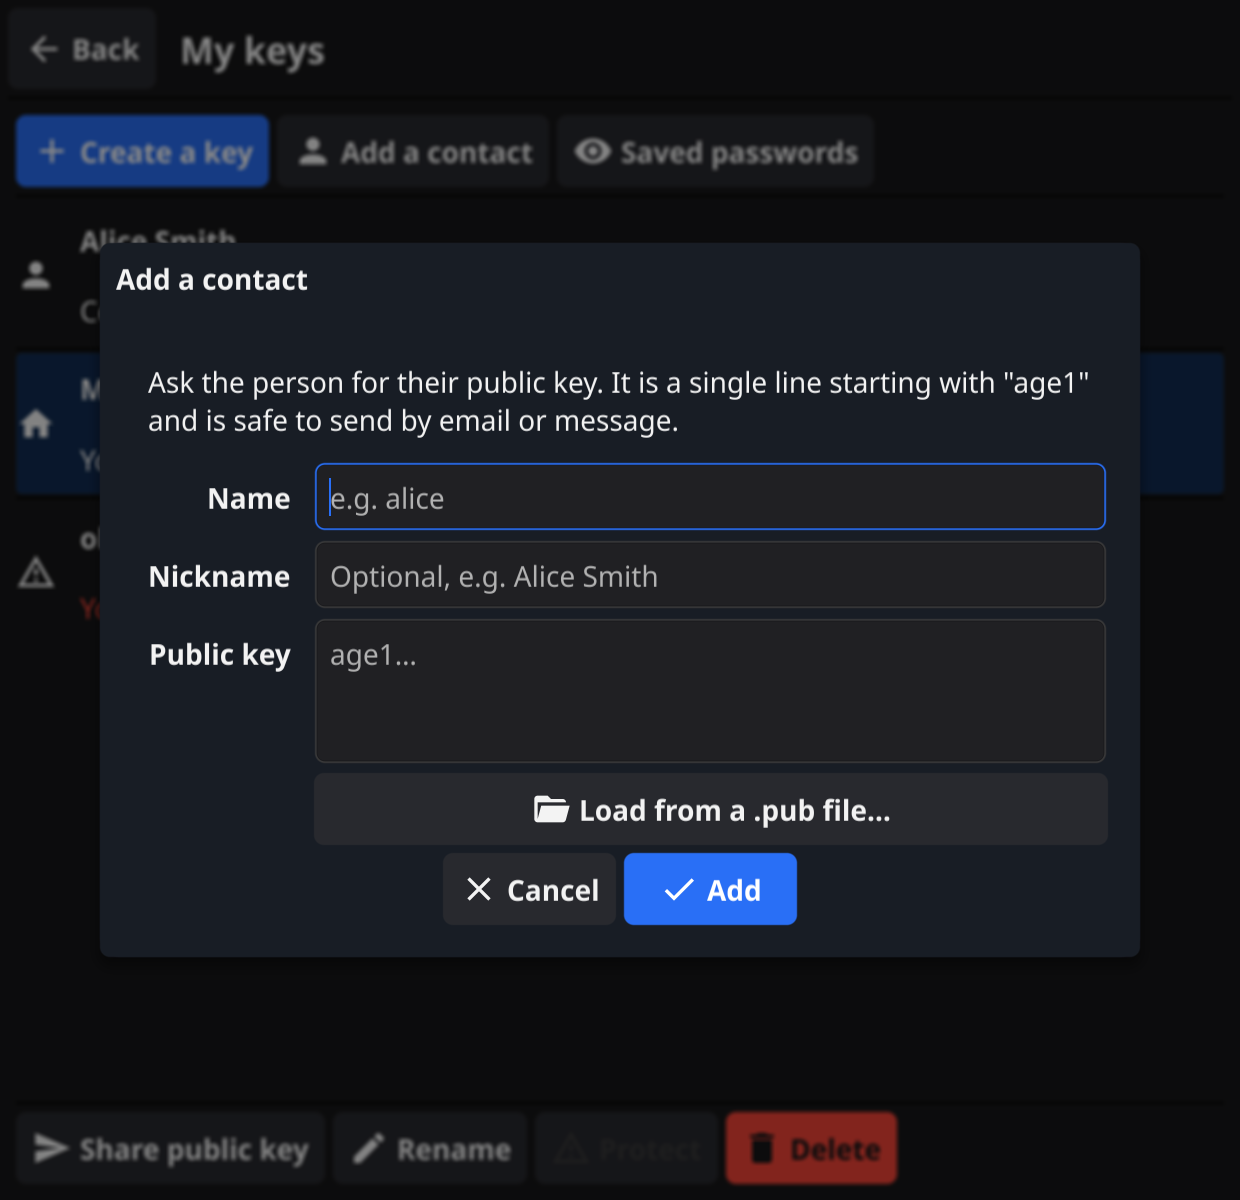 Back
My keys
Create a key
Add a contact
Saved passwords
Alice Smith
Add a contact
Ask the person for their public key. It is a single line starting with "age1"
and is safe to send by email or message.
Name
e.g. alice
Nickname
Optional, e.g. Alice Smith
Public key
age1...
Load from a .pub file...
Cancel
Add
Share public key
Rename
Protect
Delete